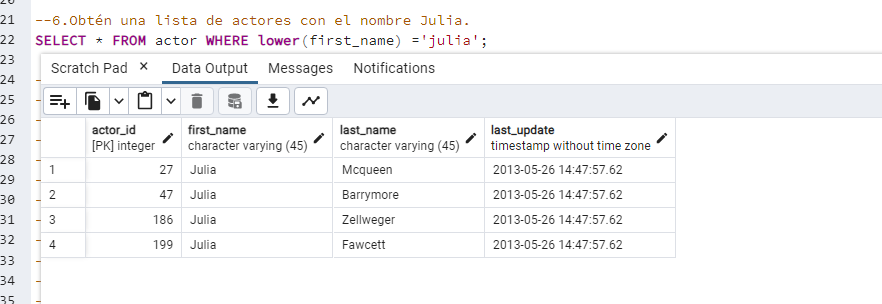 20
21 --6.Obtén una lista de actores con el nombre Julia.
22 SELECT * FROM actor WHERE lower(first_name) ='julia';
23
Scratch Pad × Data Output Messages Notifications
24 -
25 -
26 -
27 -
28 -
29 -
30 -
31 -
32 -
33 -
34 -
35 -
actor_id first_name last_name last_update
[PK] integer character varying (45) character varying (45) timestamp without time zone
1 27 Julia Mcqueen 2013-05-26 14:47:57.62
2 47 Julia Barrymore 2013-05-26 14:47:57.62
3 186 Julia Zellweger 2013-05-26 14:47:57.62
4 199 Julia Fawcett 2013-05-26 14:47:57.62